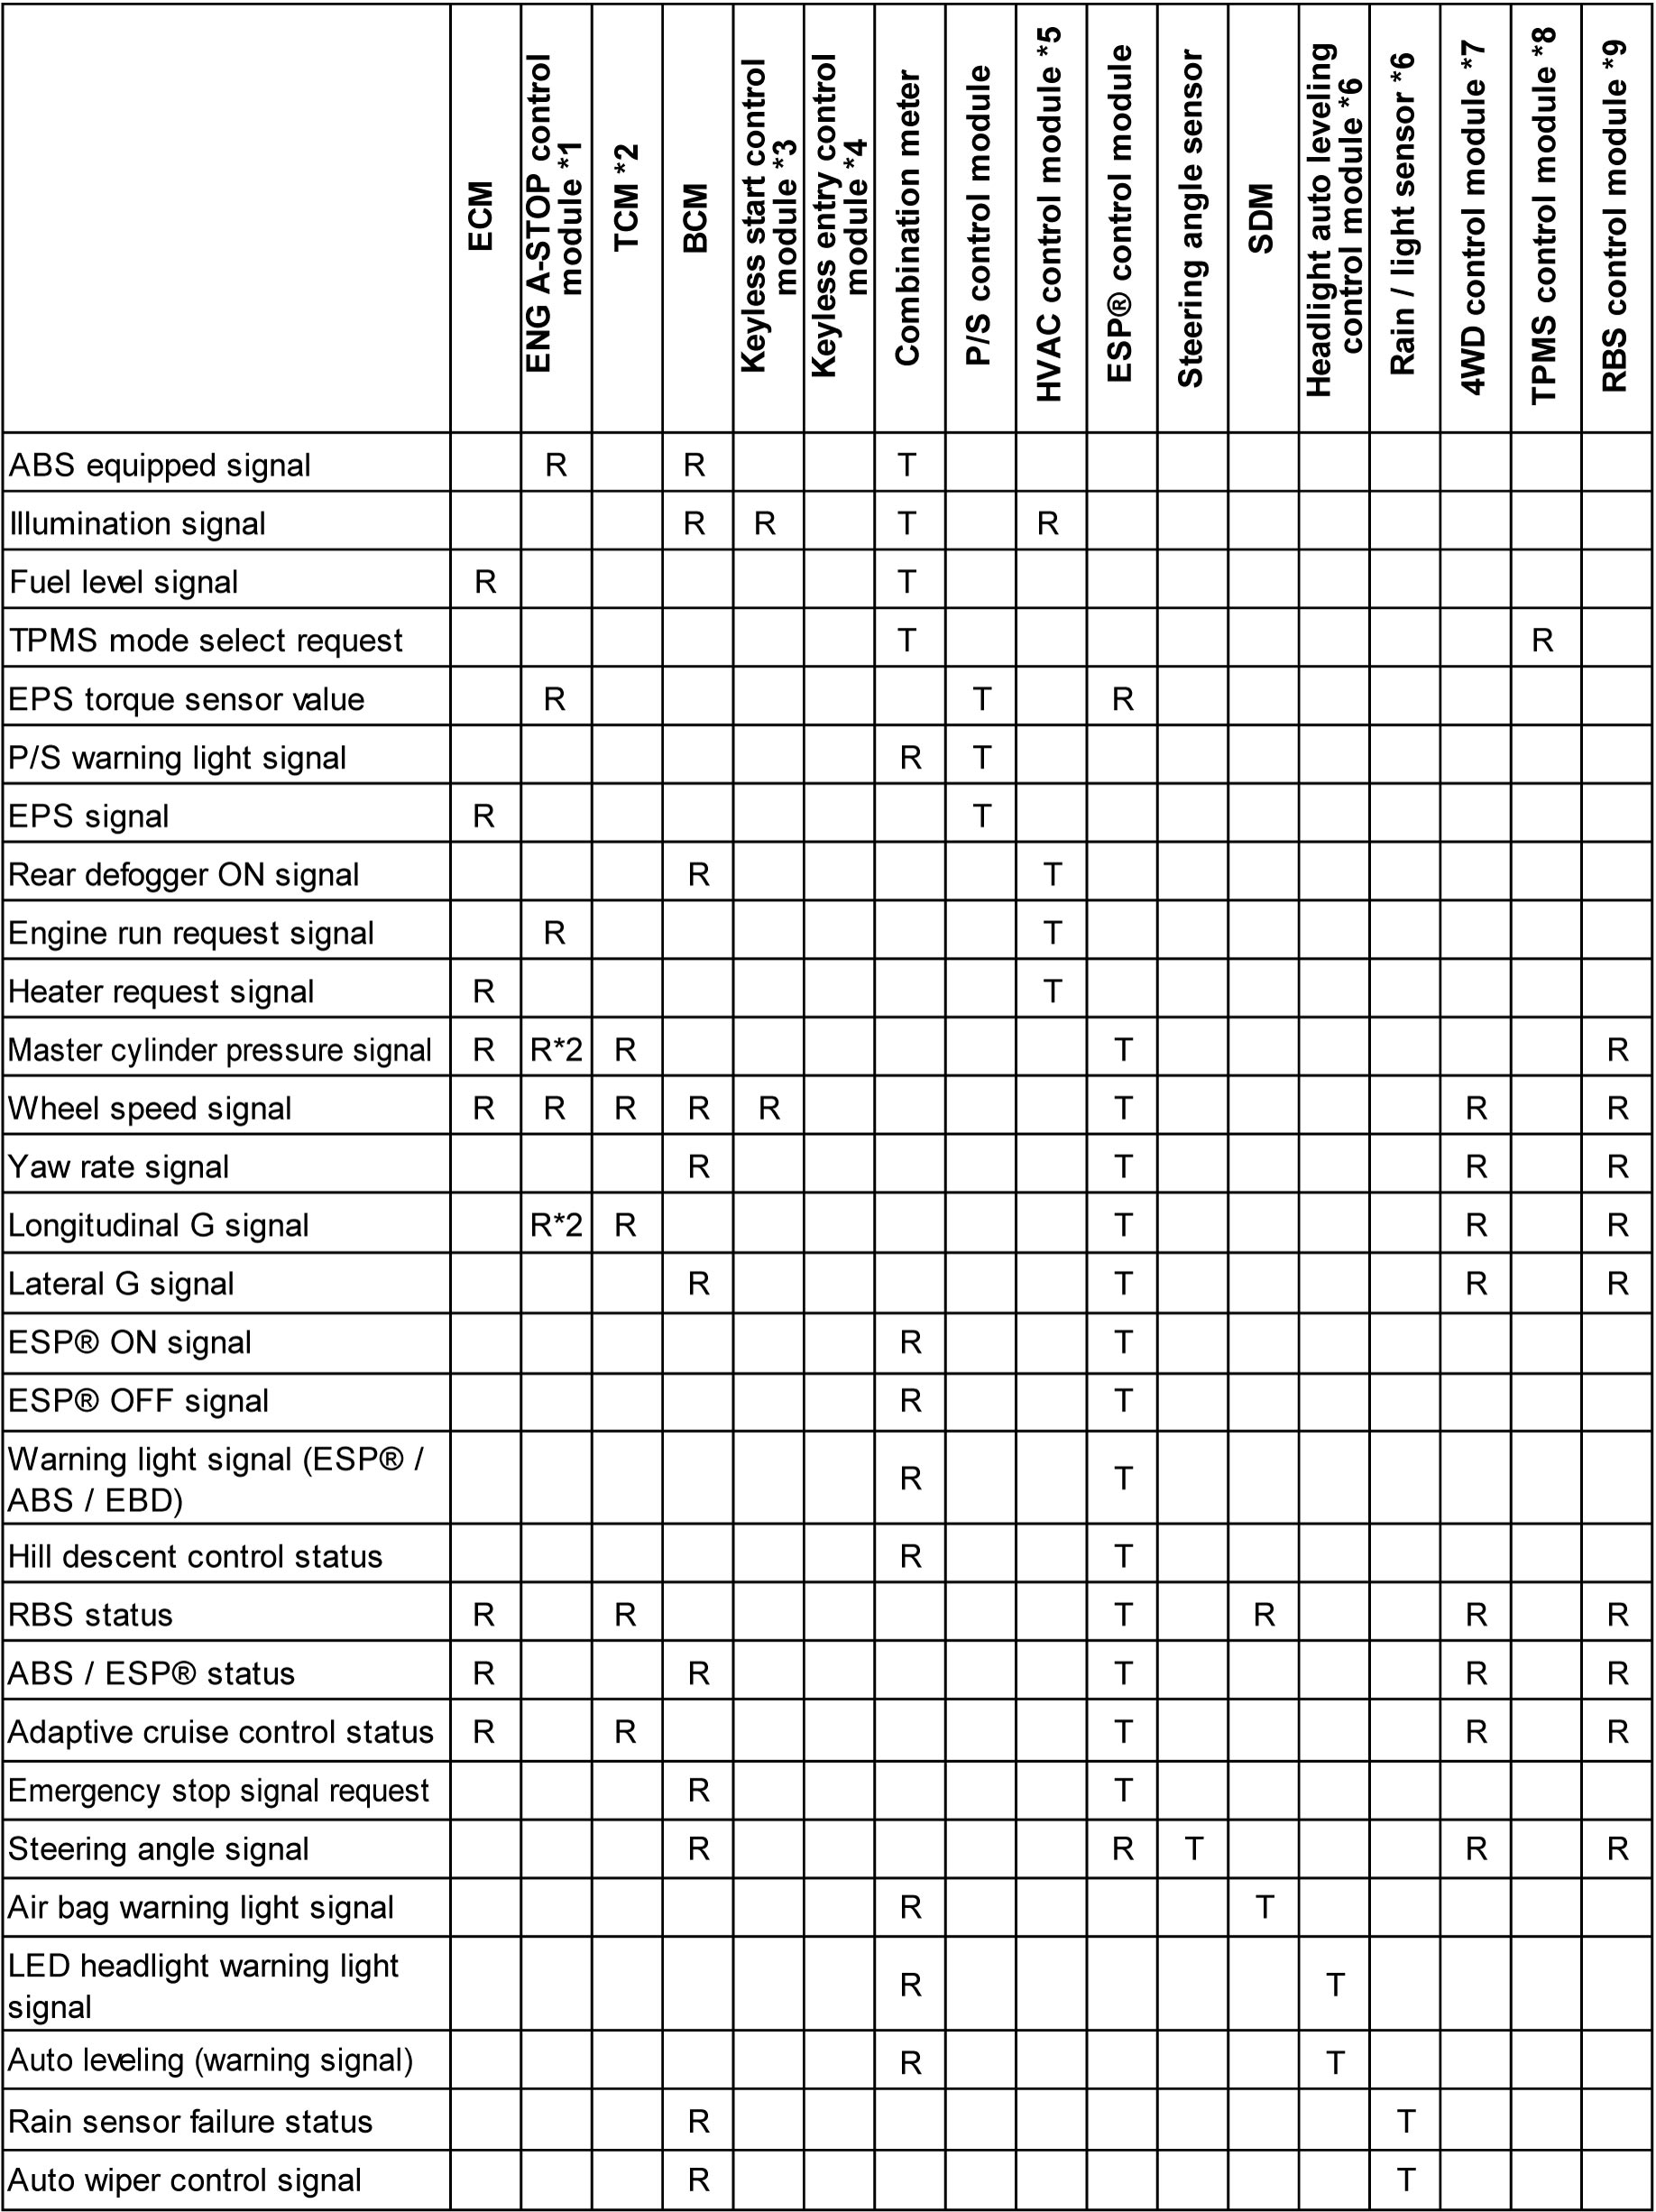 ECM
ENG A-STOP control
module *1
TCM *2
BCM
Keyless start control
module *3
Keyless entry control
module *4
Combination meter
P/S control module
HVAC control module *5
ESP® control module
Steering angle sensor
SDM
Headlight auto leveling
control module *6
Rain / light sensor *6
4WD control module *7
TPMS control module *8
RBS control module *9
ABS equipped signal R R T
Illumination signal R R T R
Fuel level signal R T
TPMS mode select request T R
EPS torque sensor value R T R
P/S warning light signal R T
EPS signal R T
Rear defogger ON signal R T
Engine run request signal R T
Heater request signal R T
Master cylinder pressure signal R R*2 R T R
Wheel speed signal R R R R R T R R
Yaw rate signal R T R R
Longitudinal G signal R*2 R T R R
Lateral G signal R T R R
ESP® ON signal R T
ESP® OFF signal R T
Warning light signal (ESP® /
ABS / EBD) R T
Hill descent control status R T
RBS status R R T R R R
ABS / ESP® status R R T R R
Adaptive cruise control status R R T R R
Emergency stop signal request R T
Steering angle signal R R T R R
Air bag warning light signal R T
LED headlight warning light
signal R T
Auto leveling (warning signal) R T
Rain sensor failure status R T
Auto wiper control signal R T